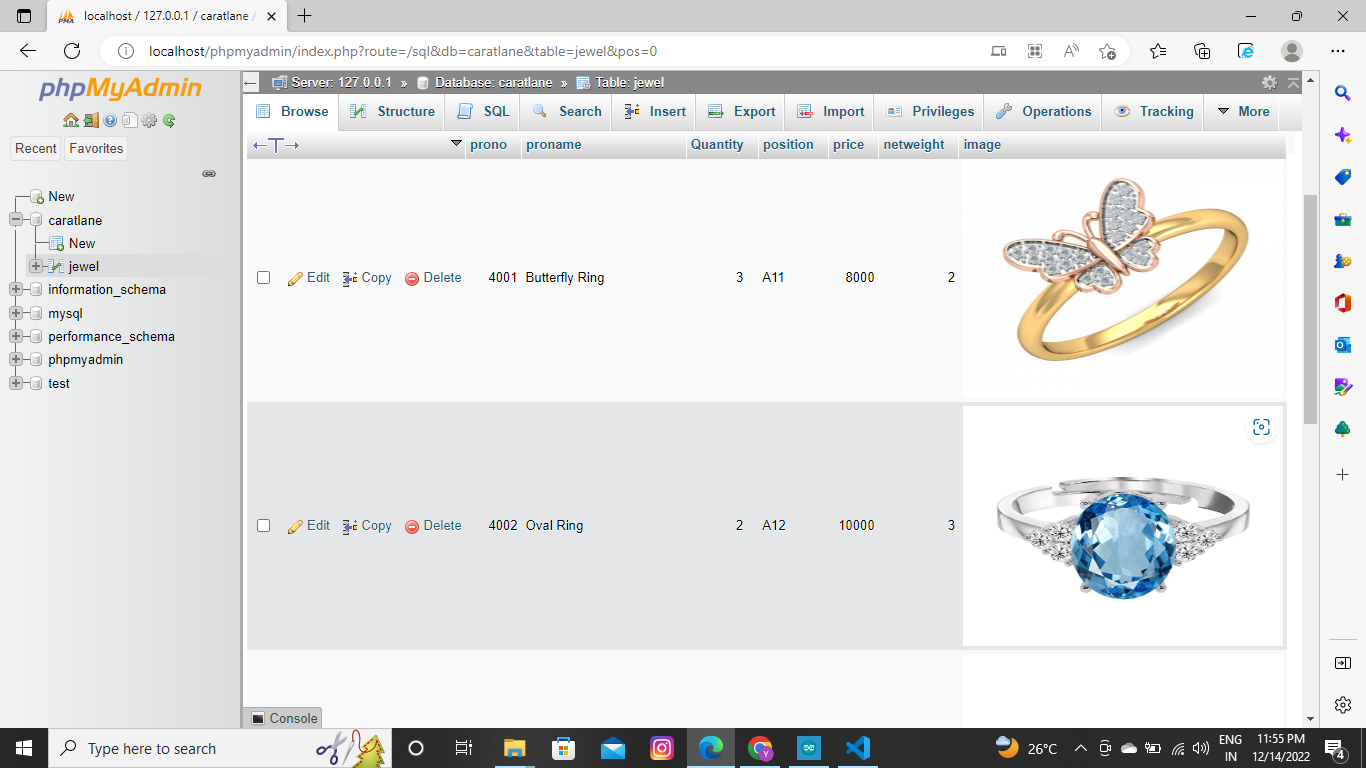 localhost / 127.0.0.1 / caratlane /
localhost/phpmyadmin/index.php?route=/sql&db=caratlane&table=jewel&pos=0
phpMyAdmin
Recent Favorites
New
caratlane
New
jewel
information_schema
mysql
performance_schema
phpmyadmin
test
Server: 127.0.0.1 » Database: caratlane » Table: jewel
Browse Structure SQL Search Insert Export Import Privileges Operations Tracking More
prono proname Quantity position price netweight image
Edit Copy Delete 4001 Butterfly Ring 3 A11 8000 2
Edit Copy Delete 4002 Oval Ring 2 A12 10000 3
Console
Type here to search
26°C
ENG
IN
11:55 PM
12/14/2022
4